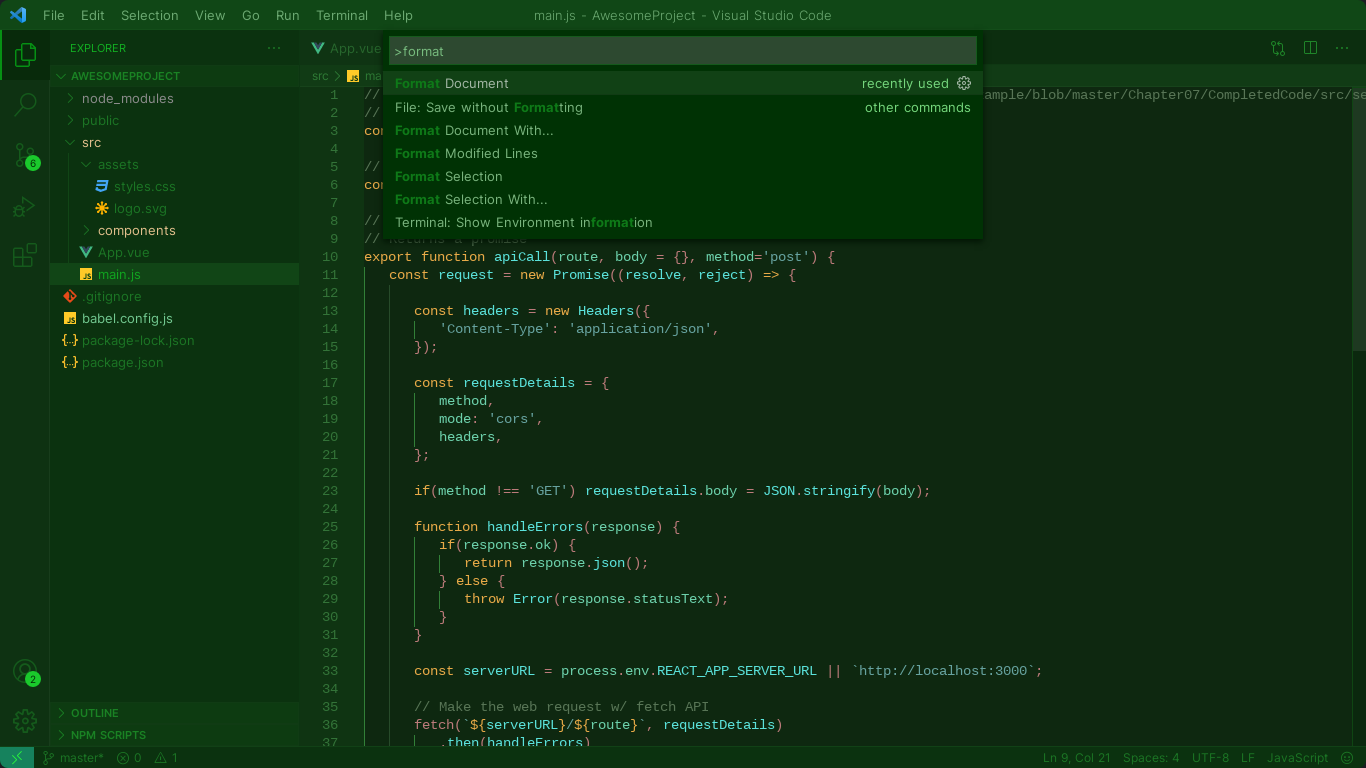 File Edit Selection View Go Run Terminal Help
main.js - AwesomeProject - Visual Studio Code
EXPLORER
AWESOMEPROJECT
node_modules
public
src
assets
styles.css
logo.svg
components
App.vue
main.js
.gitignore
babel.config.js
package-lock.json
package.json
OUTLINE
NPM SCRIPTS
6
2
App.vue
>format
Format Document recently used
File: Save without Formatting other commands
Format Document With...
Format Modified Lines
Format Selection
Format Selection With...
Terminal: Show Environment information
src JS
1 // ample/blob/master/Chapter07/CompletedCode/src/se
2 //
3
4
5 //
6
7
8 //
9 // Returns a promise
10 export function apiCall(route, body = {}, method='post') {
11 const request = new Promise((resolve, reject) => {
12
13 const headers = new Headers({
14 'Content-Type': 'application/json',
15 });
16
17 const requestDetails = {
18 method,
19 mode: 'cors',
20 headers,
21 };
22
23 if(method !== 'GET') requestDetails.body = JSON.stringify(body);
24
25 function handleErrors(response) {
26 if(response.ok) {
27 return response.json();
28 } else {
29 throw Error(response.statusText);
30 }
31 }
32
33 const serverURL = process.env.REACT_APP_SERVER_URL || `http://localhost:3000`;
34
35 // Make the web request w/ fetch API
36 fetch(`${serverURL}/${route}`, requestDetails)
37 .then(handleErrors)
master* 0 1
Ln 9, Col 21 Spaces: 4 UTF-8 LF JavaScript